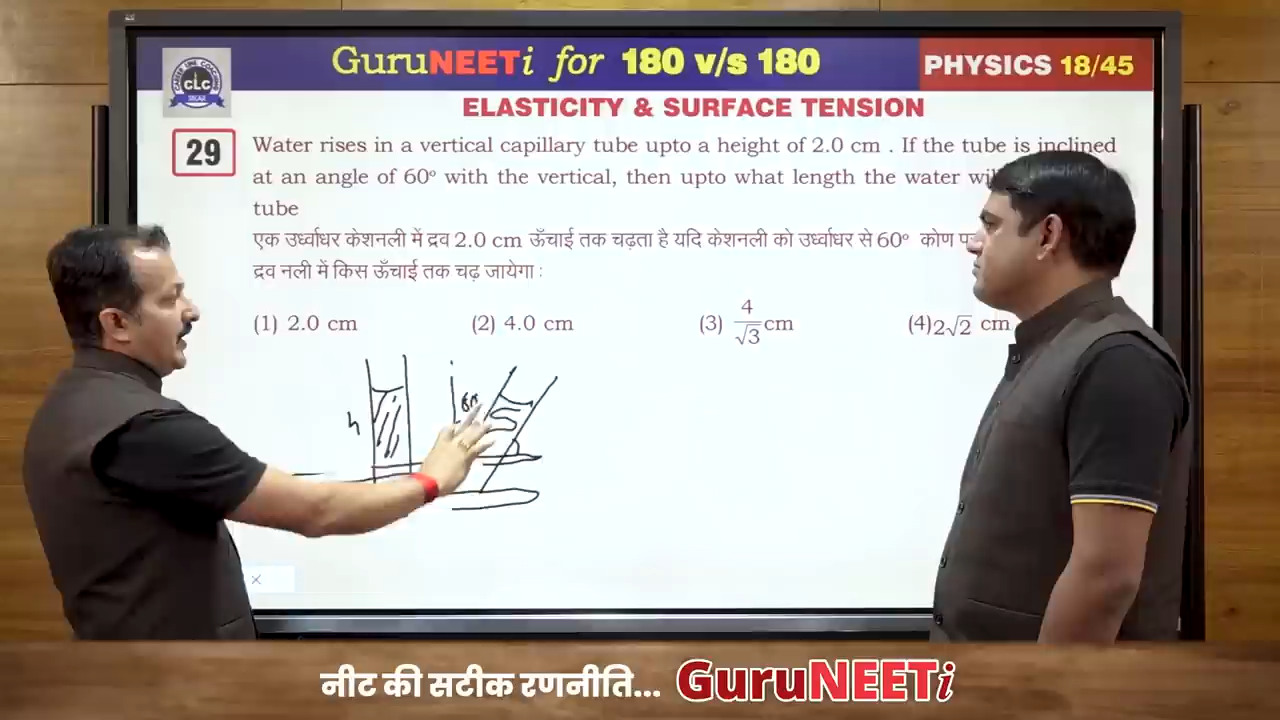 GuruNEETi for 180 v/s 180
PHYSICS 18/45
CLC
ELASTICITY & SURFACE TENSION
29
Water rises in a vertical capillary tube upto a height of 2.0 cm . If the tube is inclined
at an angle of 60° with the vertical, then upto what length the water
tube
एक उर्ध्वाधर केशनली में द्रव 2.0 cm ऊँचाई तक चढ़ता है यदि केशनली को उर्ध्वाधर से 60° कोण
द्रव नली में किस ऊँचाई तक चढ़ जायेगा :
(1) 2.0 cm (2) 4.0 cm (3) 4/√3 cm (4) 2√2 cm
h
नीट की सटीक रणनीति... GuruNEETi